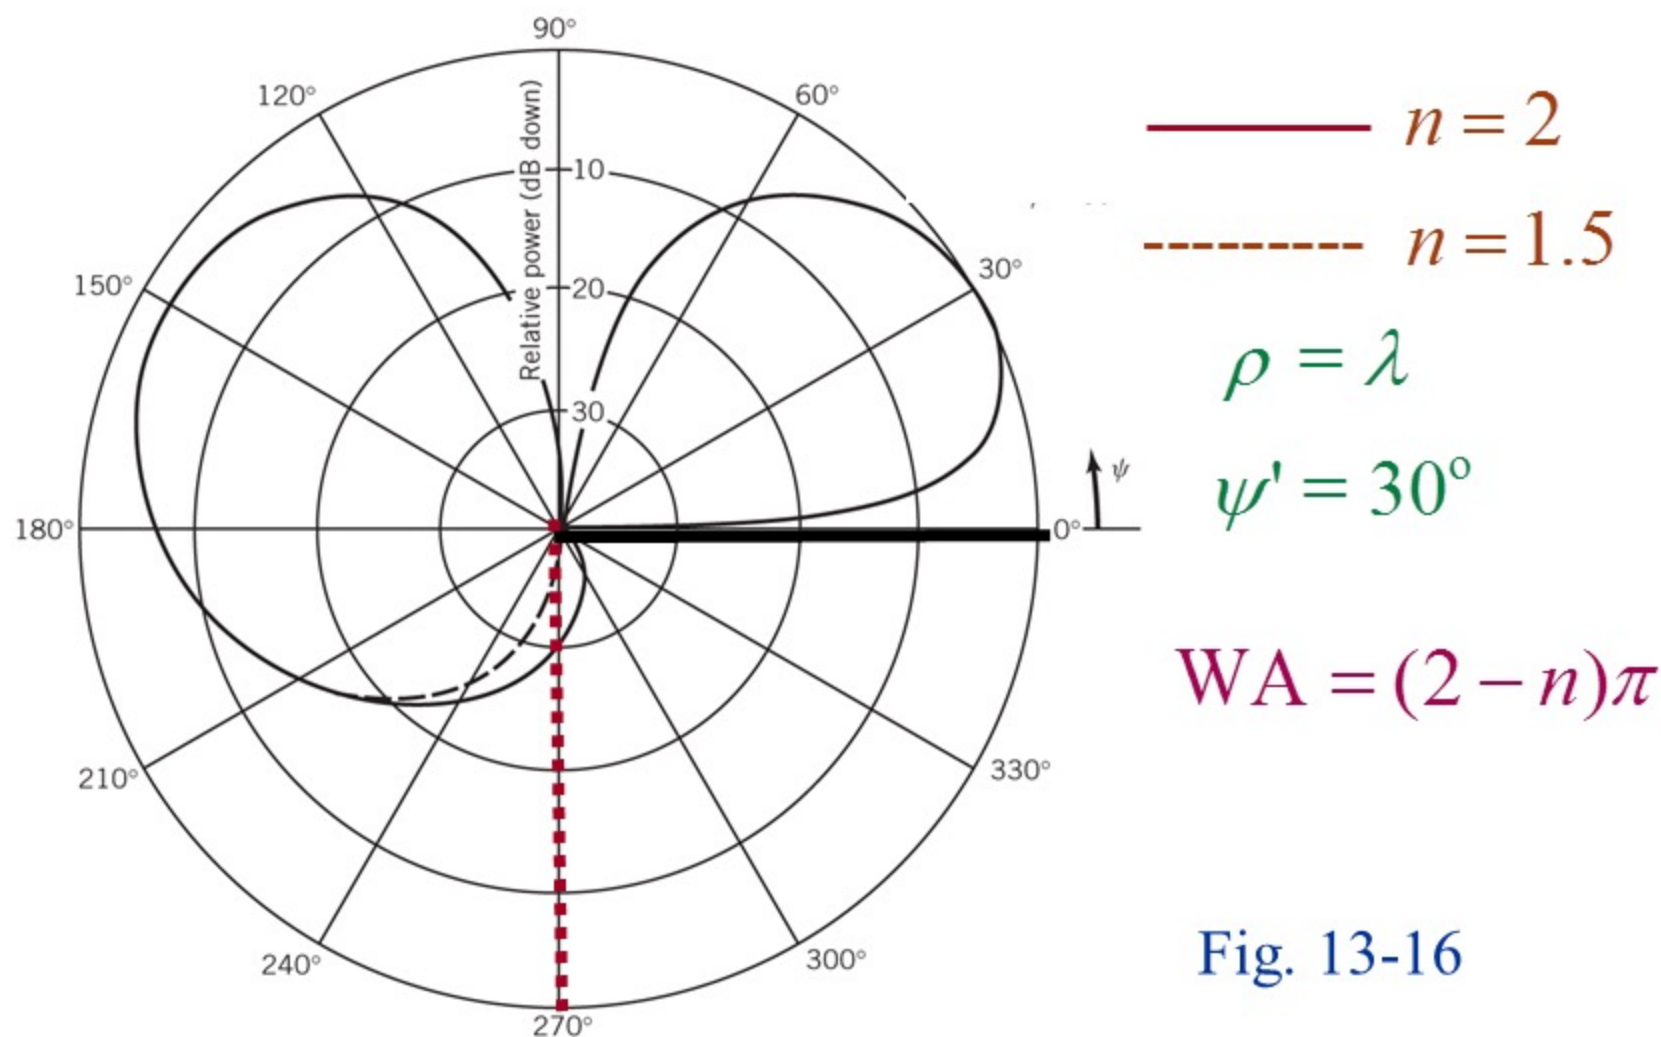 90°
120°
60°
Relative power (dB down)
10
20
30
150°
30°
180°
0°
ψ
210°
330°
240°
300°
270°
n = 2
n = 1.5
ρ = λ
ψ' = 30°
WA = (2 − n)π
Fig. 13-16